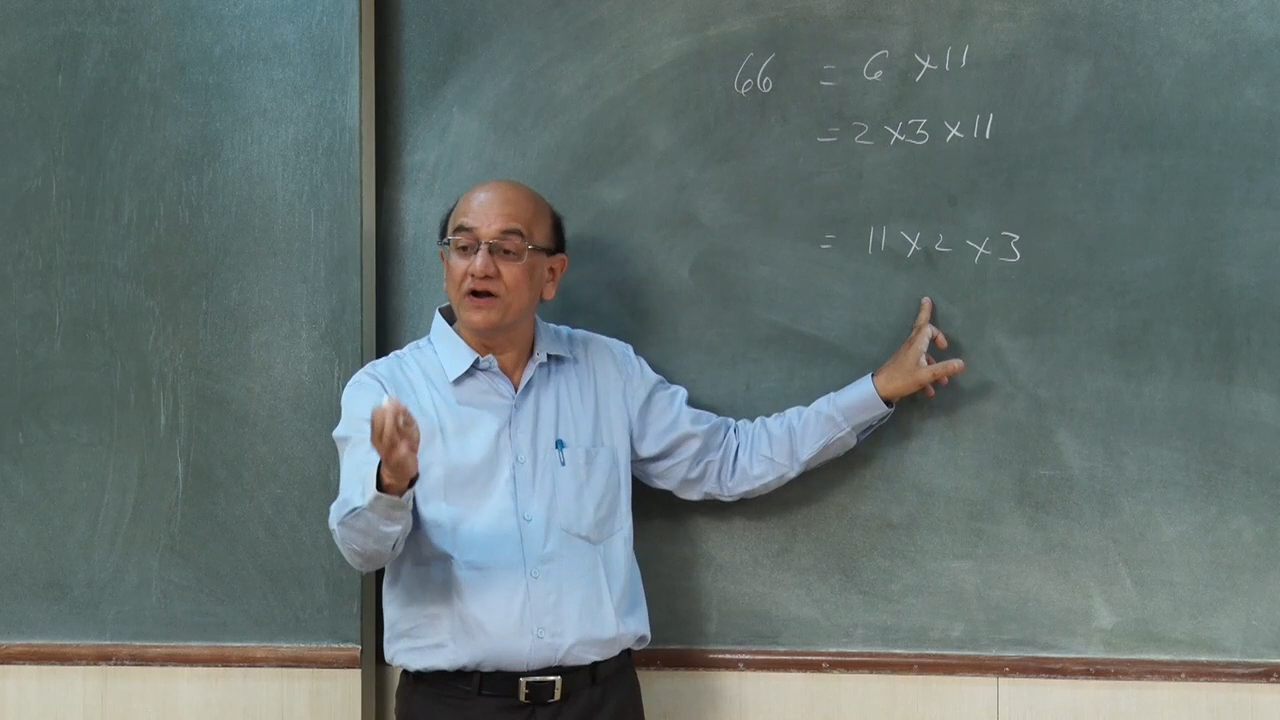 66 = 6 × 11
= 2 × 3 × 11
= 11 × 2 × 3